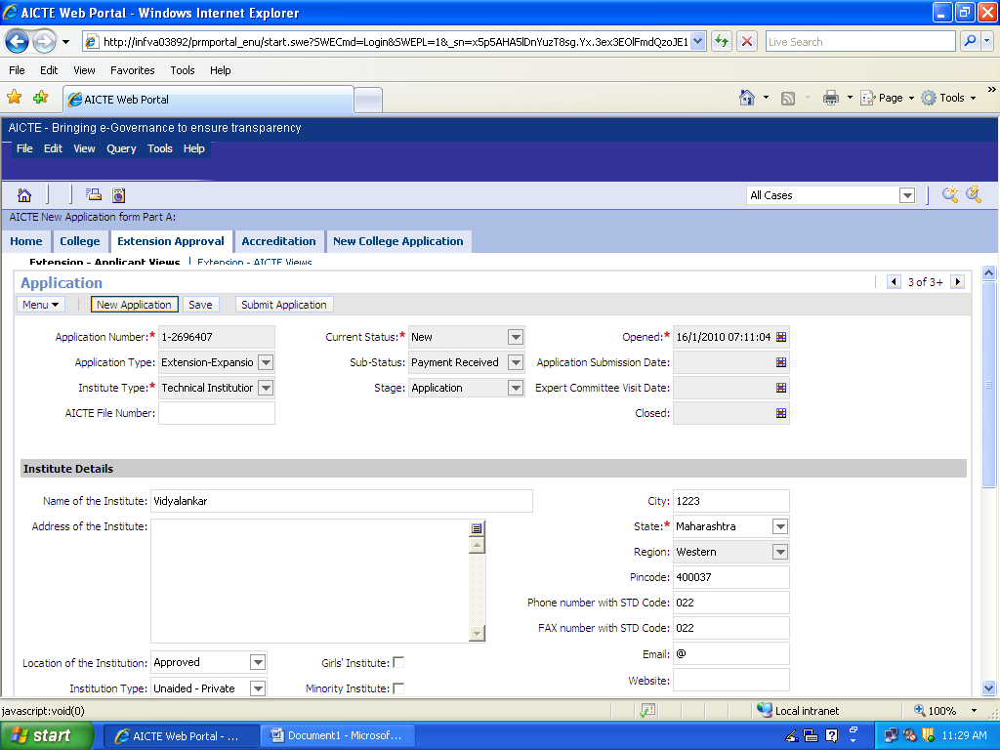 AICTE Web Portal - Windows Internet Explorer
http://infva03892/prmportal_enu/start.swe?SWECmd=Login&SWEPL=1&_sn=x5p5AHA5lDnYuzT8sg.Yx.3ex3EOlFmdQzoJE1
Live Search
File Edit View Favorites Tools Help
AICTE Web Portal
Page Tools »
AICTE - Bringing e-Governance to ensure transparency
File Edit View Query Tools Help
All Cases
AICTE New Application form Part A:
Home College Extension Approval Accreditation New College Application
Extension - Applicant Views | Extension - AICTE Views
Application 3 of 3+
Menu New Application Save Submit Application
Application Number:* 1-2696407 Current Status:* New Opened:* 16/1/2010 07:11:04
Application Type: Extension-Expansio Sub-Status: Payment Received Application Submission Date:
Institute Type:* Technical Institution Stage: Application Expert Committee Visit Date:
AICTE File Number: Closed:
Institute Details
Name of the Institute: Vidyalankar City: 1223
Address of the Institute: State:* Maharashtra
Region: Western
Pincode: 400037
Phone number with STD Code: 022
FAX number with STD Code: 022
Email: @
Location of the Institution: Approved Girls' Institute:
Website:
Institution Type: Unaided - Private Minority Institute:
javascript:void(0) Local intranet 100%
start AICTE Web Portal - ... Document1 - Microsof... 11:29 AM